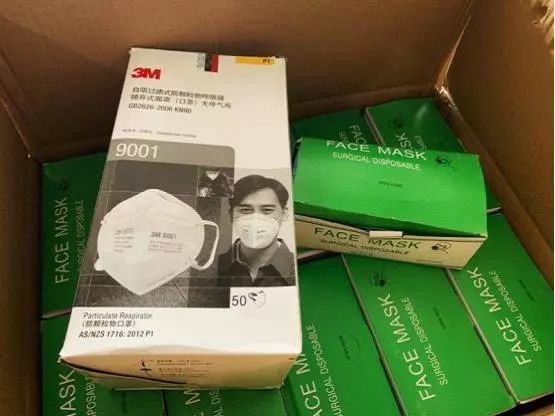 3M
P1
自吸过滤式防颗粒物呼吸器
随弃式面罩（口罩）无呼气阀
GB2626-2006 KN90
9001
3M 9001
50
Particulate Respirator
（防颗粒物口罩）
AS/NZS 1716: 2012 P1
FACE MASK
SURGICAL DISPOSABLE
OPEN HERE
FACE MASK
SURGICAL DISPOSABLE
FACE MASK
SURGICAL DISPOSABLE
FACE MASK
SURGICAL DISPOSABLE
FACE MASK
SURGICAL DISPOSABLE
FACE MASK
SURGICAL DISPOSABLE